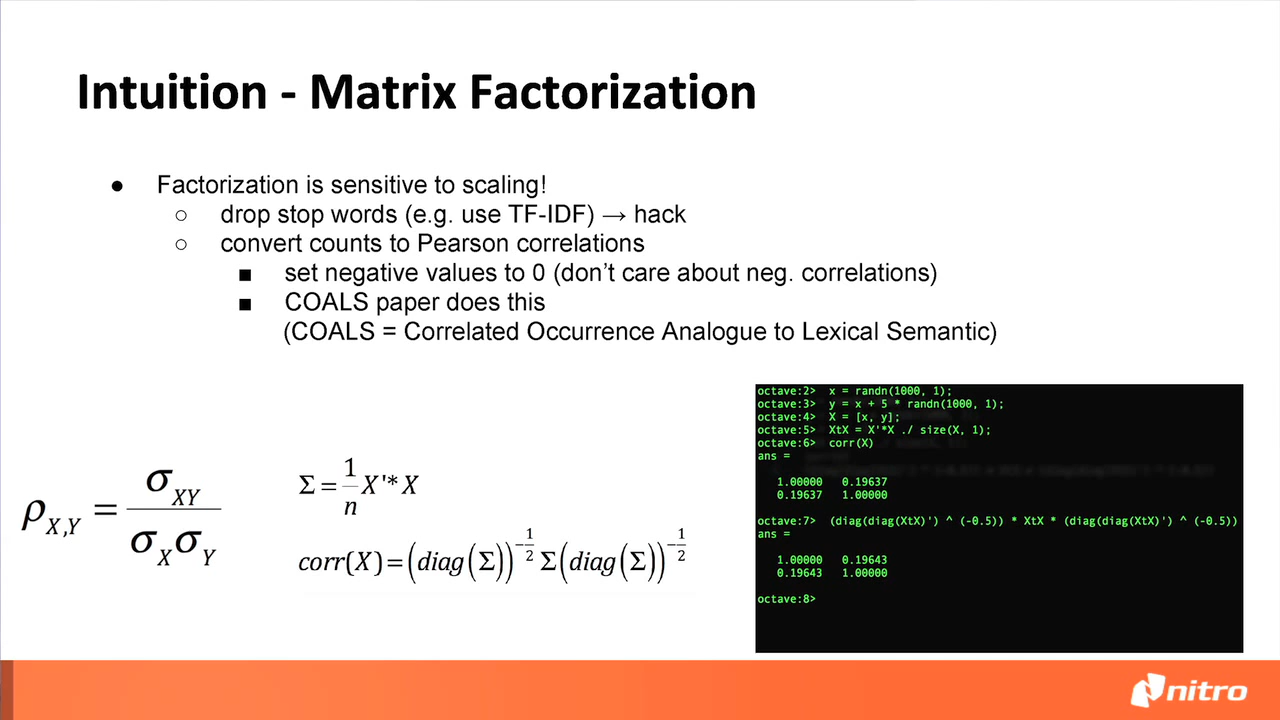 Intuition - Matrix Factorization
● Factorization is sensitive to scaling!
○ drop stop words (e.g. use TF-IDF) → hack
○ convert counts to Pearson correlations
■ set negative values to 0 (don't care about neg. correlations)
■ COALS paper does this
(COALS = Correlated Occurrence Analogue to Lexical Semantic)
ρ_{X,Y} = σ_{XY} / (σ_X σ_Y)
Σ = 1/n X'* X
corr(X) = (diag(Σ))^{-1/2} Σ (diag(Σ))^{-1/2}
octave:2> x = randn(1000, 1);
octave:3> y = x + 5 * randn(1000, 1);
octave:4> X = [x, y];
octave:5> XtX = X'*X ./ size(X, 1);
octave:6> corr(X)
ans =
1.00000 0.19637
0.19637 1.00000
octave:7> (diag(diag(XtX)') ^ (-0.5)) * XtX * (diag(diag(XtX)') ^ (-0.5))
ans =
1.00000 0.19643
0.19643 1.00000
octave:8>
nitro